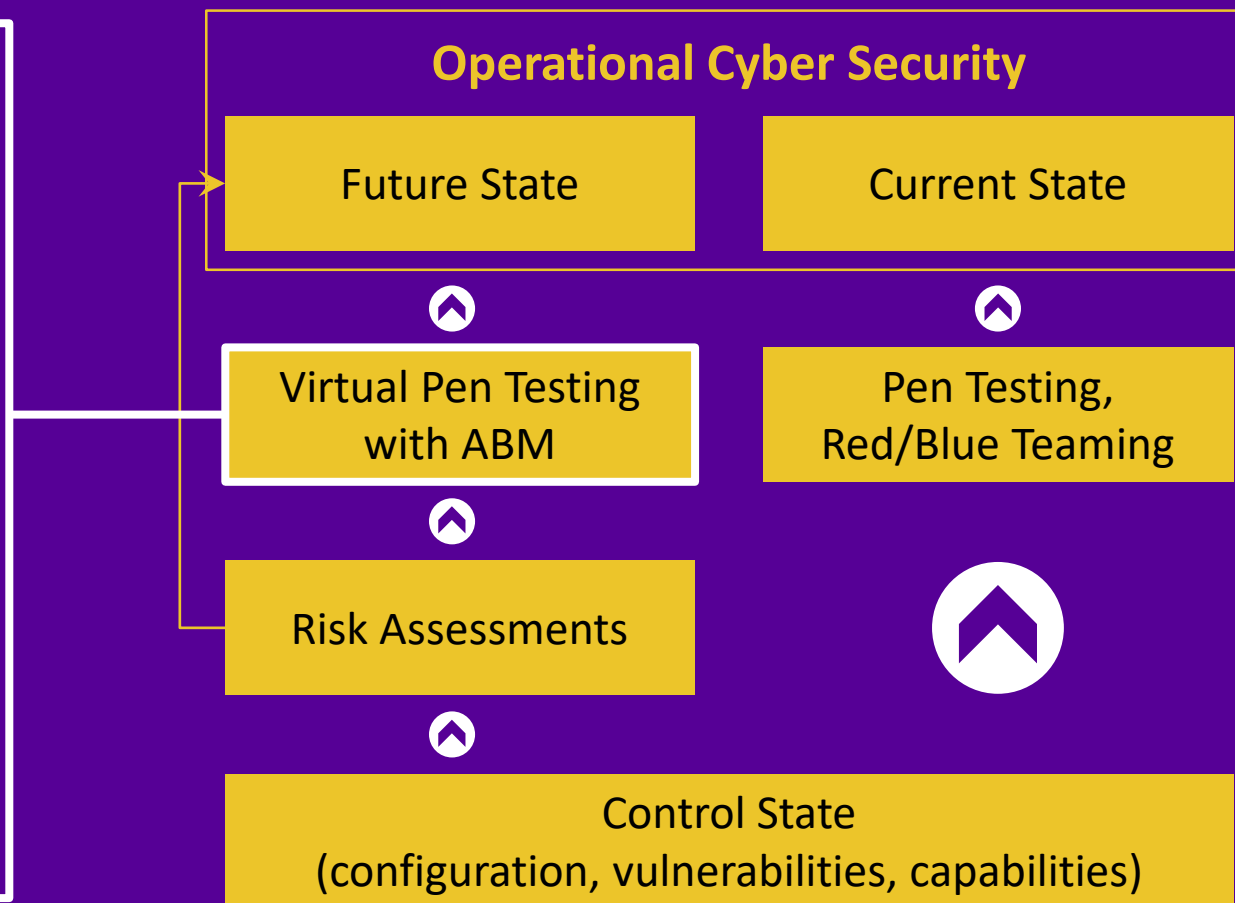 Operational Cyber Security
Future State
Current State
Virtual Pen Testing
with ABM
Pen Testing,
Red/Blue Teaming
Risk Assessments
Control State
(configuration, vulnerabilities, capabilities)